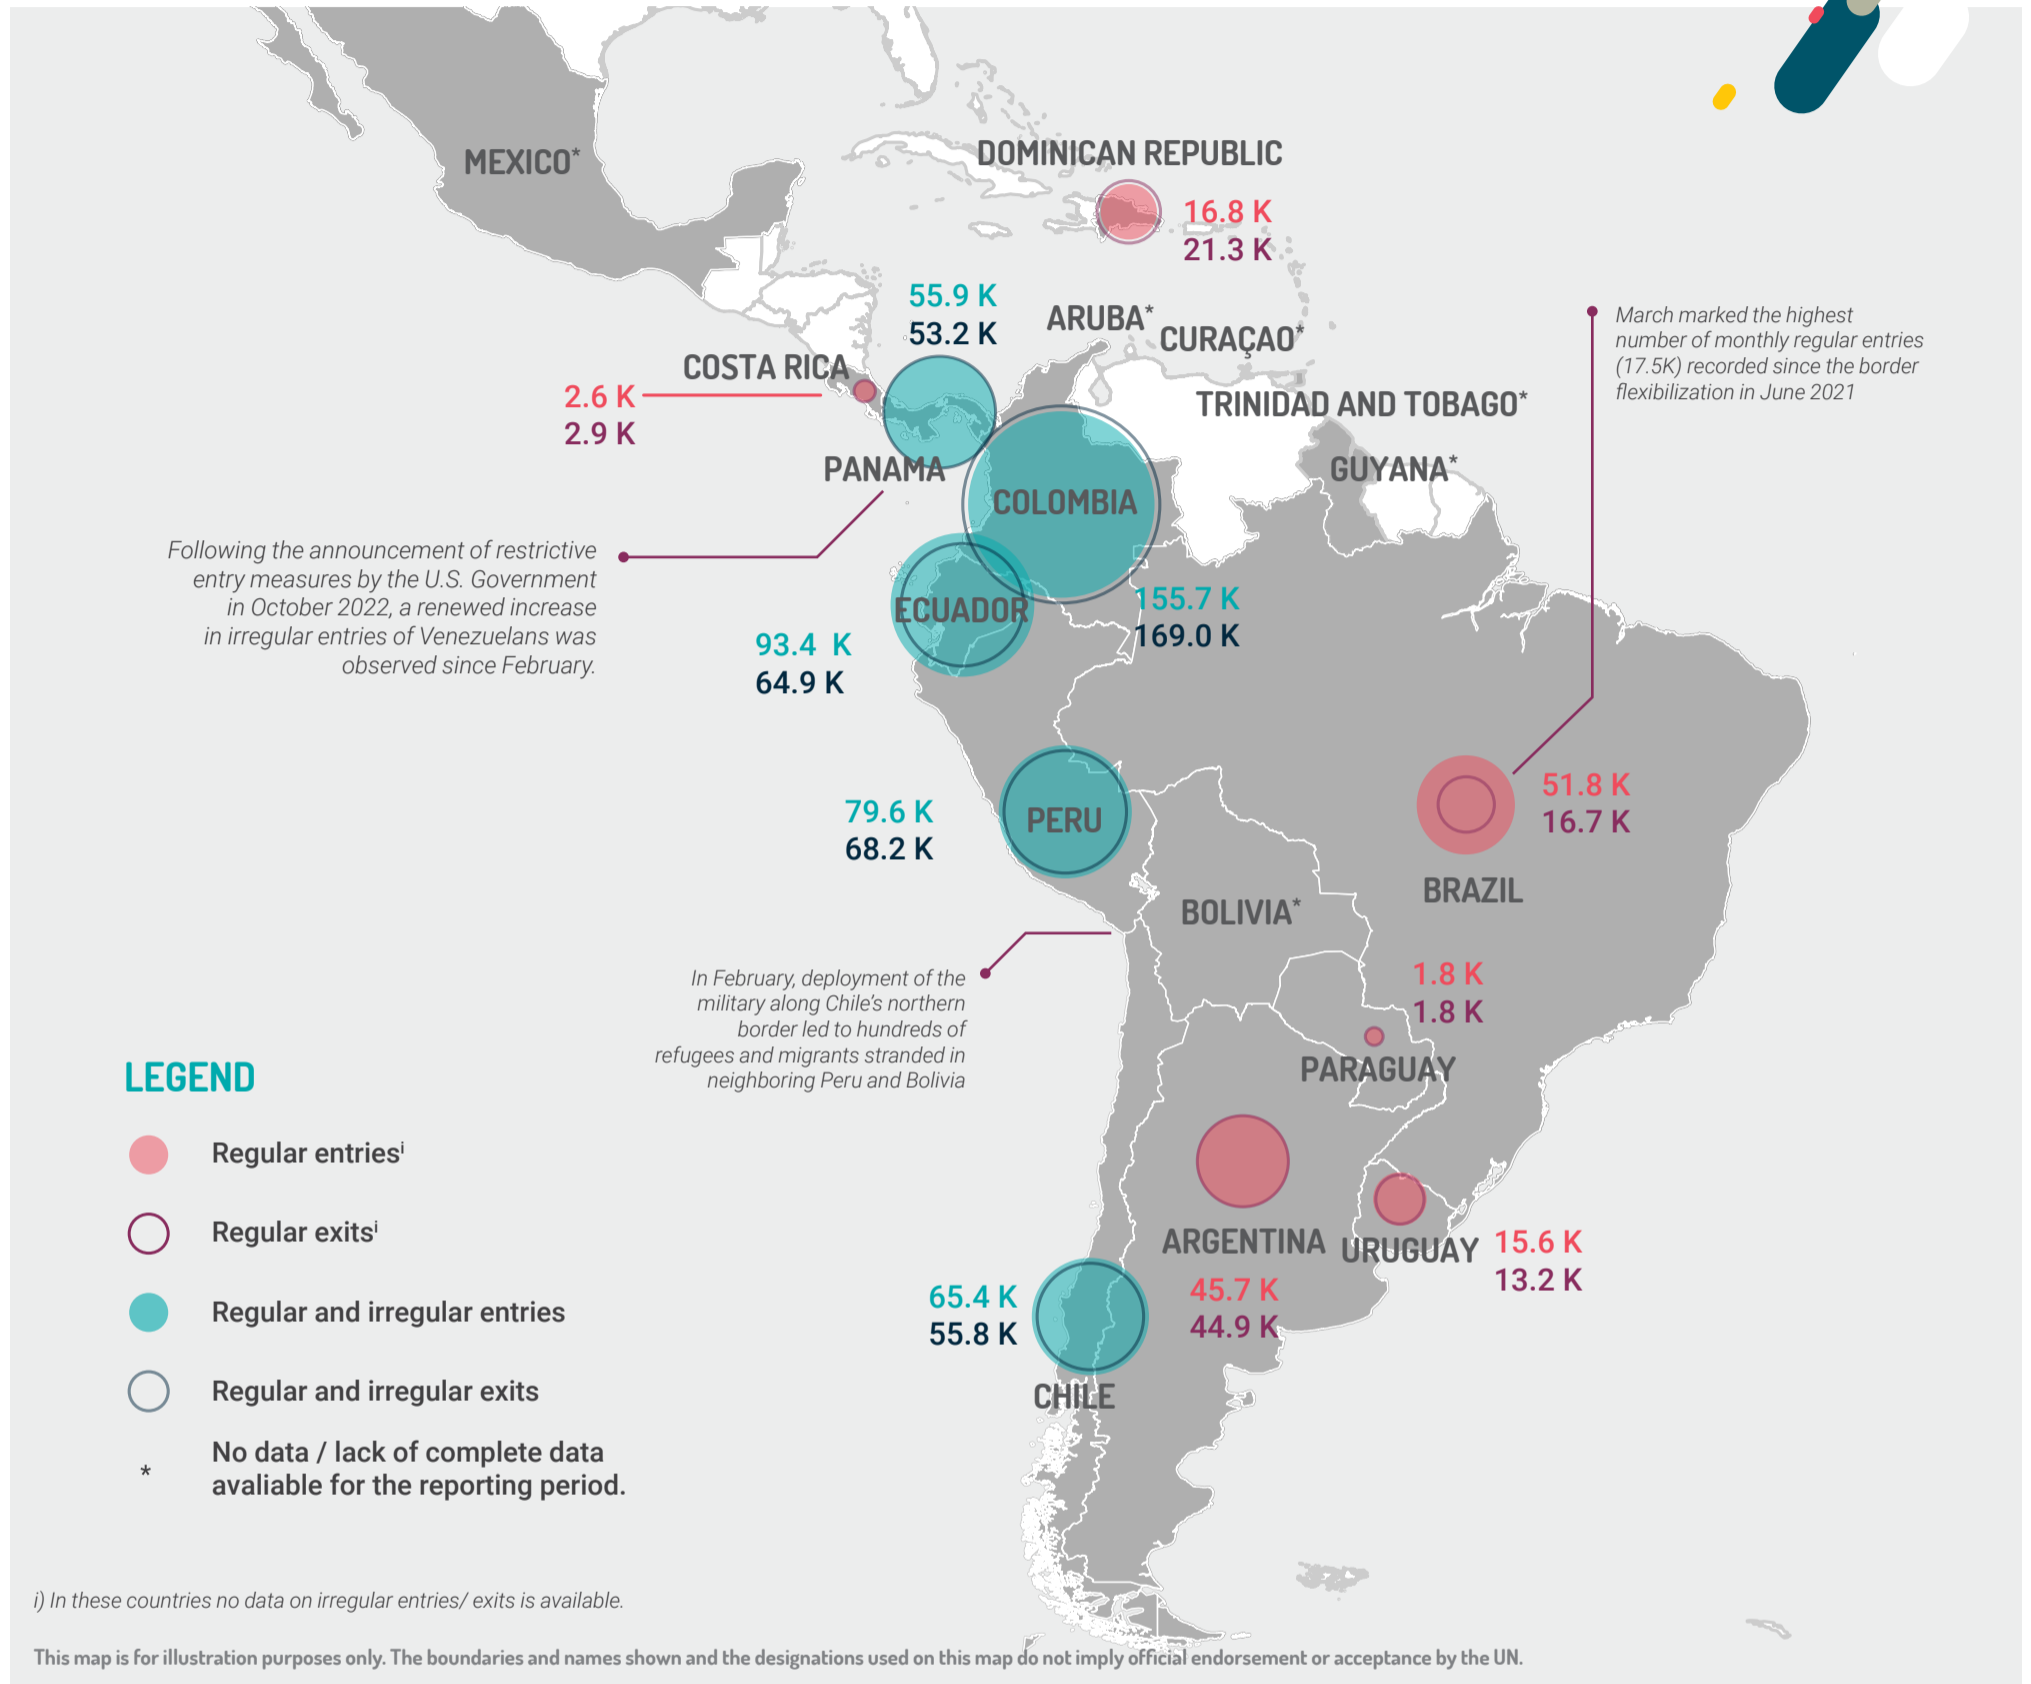 MEXICO*
DOMINICAN REPUBLIC
16.8 K
21.3 K
55.9 K
53.2 K
ARUBA*
CURAÇAO*
COSTA RICA
2.6 K
2.9 K
TRINIDAD AND TOBAGO*
PANAMA
GUYANA*
COLOMBIA
155.7 K
169.0 K
March marked the highest
number of monthly regular entries
(17.5K) recorded since the border
flexibilization in June 2021
Following the announcement of restrictive
entry measures by the U.S. Government
in October 2022, a renewed increase
in irregular entries of Venezuelans was
observed since February.
ECUADOR
93.4 K
64.9 K
PERU
79.6 K
68.2 K
51.8 K
16.7 K
BRAZIL
BOLIVIA*
In February, deployment of the
military along Chile's northern
border led to hundreds of
refugees and migrants stranded in
neighboring Peru and Bolivia
1.8 K
1.8 K
PARAGUAY
ARGENTINA
45.7 K
44.9 K
URUGUAY
15.6 K
13.2 K
65.4 K
55.8 K
CHILE
LEGEND
Regular entriesⁱ
Regular exitsⁱ
Regular and irregular entries
Regular and irregular exits
* No data / lack of complete data
avaliable for the reporting period.
i) In these countries no data on irregular entries/ exits is available.
This map is for illustration purposes only. The boundaries and names shown and the designations used on this map do not imply official endorsement or acceptance by the UN.